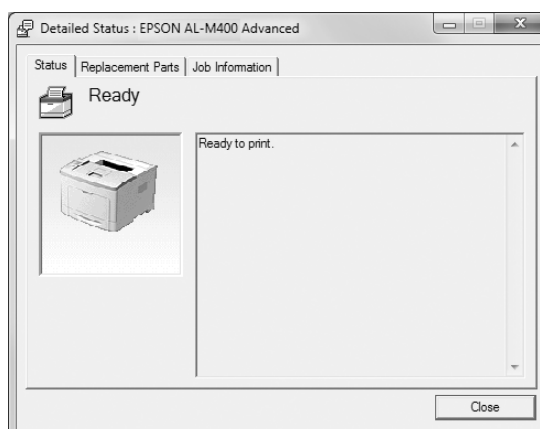 Detailed Status : EPSON AL-M400 Advanced
Status Replacement Parts Job Information
Ready
Ready to print.
Close